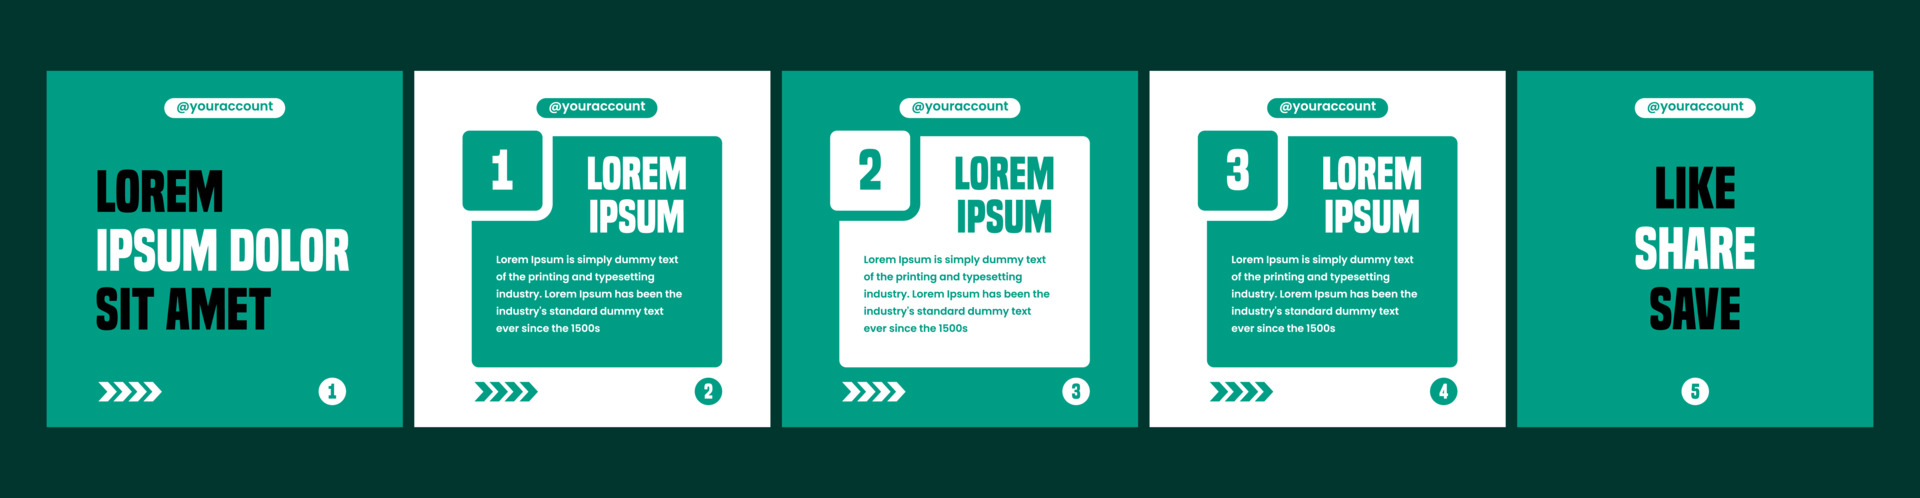 @youraccount
LOREM
IPSUM DOLOR
SIT AMET
1
@youraccount
1
LOREM
IPSUM
Lorem Ipsum is simply dummy text
of the printing and typesetting
industry. Lorem Ipsum has been the
industry's standard dummy text
ever since the 1500s
2
@youraccount
2
LOREM
IPSUM
Lorem Ipsum is simply dummy text
of the printing and typesetting
industry. Lorem Ipsum has been the
industry's standard dummy text
ever since the 1500s
3
@youraccount
3
LOREM
IPSUM
Lorem Ipsum is simply dummy text
of the printing and typesetting
industry. Lorem Ipsum has been the
industry's standard dummy text
ever since the 1500s
4
@youraccount
LIKE
SHARE
SAVE
5